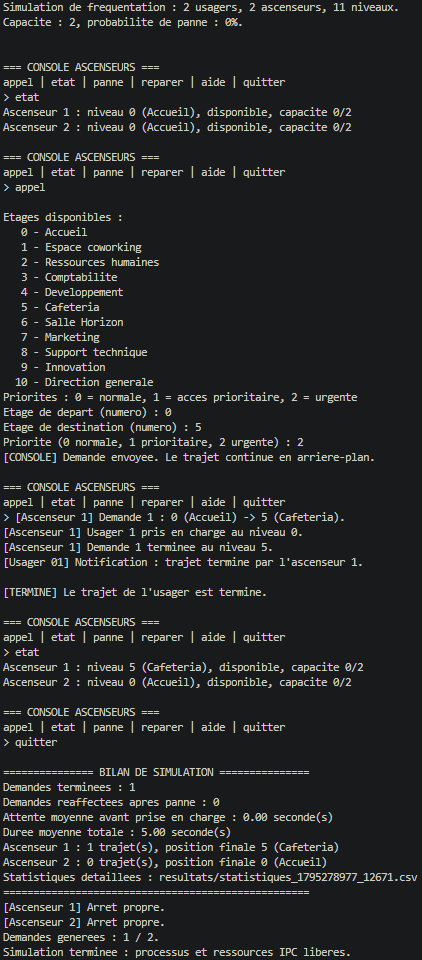 Simulation de frequentation : 2 usagers, 2 ascenseurs, 11 niveaux.
Capacite : 2, probabilite de panne : 0%.
=== CONSOLE ASCENSEURS ===
appel | etat | panne | reparer | aide | quitter
> etat
Ascenseur 1 : niveau 0 (Accueil), disponible, capacite 0/2
Ascenseur 2 : niveau 0 (Accueil), disponible, capacite 0/2
=== CONSOLE ASCENSEURS ===
appel | etat | panne | reparer | aide | quitter
> appel
Etages disponibles :
0 - Accueil
1 - Espace coworking
2 - Ressources humaines
3 - Comptabilite
4 - Developpement
5 - Cafeteria
6 - Salle Horizon
7 - Marketing
8 - Support technique
9 - Innovation
10 - Direction generale
Priorites : 0 = normale, 1 = acces prioritaire, 2 = urgente
Etage de depart (numero) : 0
Etage de destination (numero) : 5
Priorite (0 normale, 1 prioritaire, 2 urgente) : 2
[CONSOLE] Demande envoyee. Le trajet continue en arriere-plan.
=== CONSOLE ASCENSEURS ===
appel | etat | panne | reparer | aide | quitter
> [Ascenseur 1] Demande 1 : 0 (Accueil) -> 5 (Cafeteria).
[Ascenseur 1] Usager 1 pris en charge au niveau 0.
[Ascenseur 1] Demande 1 terminee au niveau 5.
[Usager 01] Notification : trajet termine par l'ascenseur 1.
[TERMINE] Le trajet de l'usager est termine.
=== CONSOLE ASCENSEURS ===
appel | etat | panne | reparer | aide | quitter
> etat
Ascenseur 1 : niveau 5 (Cafeteria), disponible, capacite 0/2
Ascenseur 2 : niveau 0 (Accueil), disponible, capacite 0/2
=== CONSOLE ASCENSEURS ===
appel | etat | panne | reparer | aide | quitter
> quitter
=============== BILAN DE SIMULATION ===============
Demandes terminees : 1
Demandes reaffectees apres panne : 0
Attente moyenne avant prise en charge : 0.00 seconde(s)
Duree moyenne totale : 5.00 seconde(s)
Ascenseur 1 : 1 trajet(s), position finale 5 (Cafeteria)
Ascenseur 2 : 0 trajet(s), position finale 0 (Accueil)
Statistiques detaillees : resultats/statistiques_1795278977_12671.csv
===================================================
[Ascenseur 1] Arret propre.
[Ascenseur 2] Arret propre.
Demandes generees : 1 / 2.
Simulation terminee : processus et ressources IPC liberes.